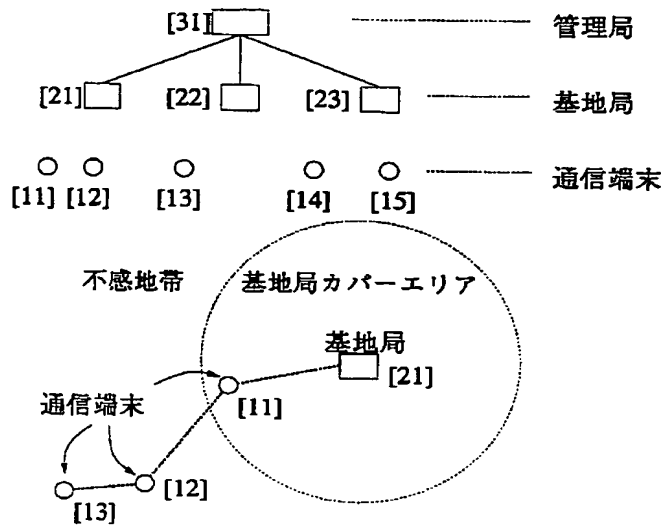 [31] 管理局
[21] [22] [23] 基地局
通信端末
[11] [12] [13] [14] [15]
不感地帯 基地局カバーエリア
基地局
[21]
通信端末 [11]
[12]
[13]